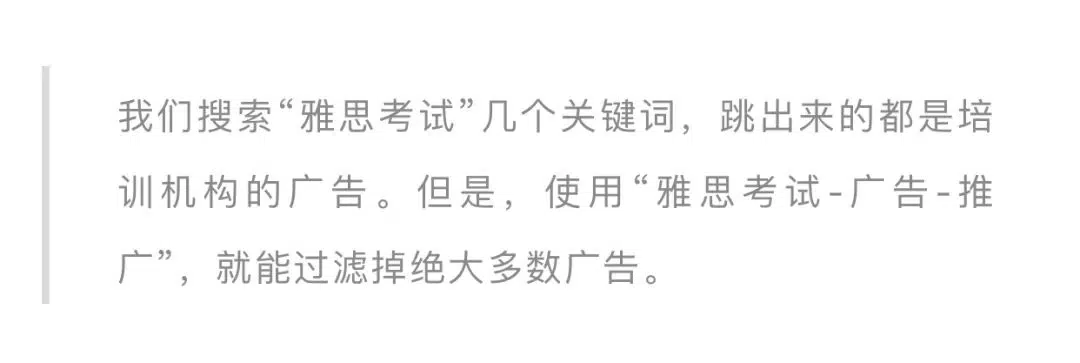 我们搜索“雅思考试”几个关键词，跳出来的都是培
训机构的广告。但是，使用“雅思考试-广告-推
广”，就能过滤掉绝大多数广告。